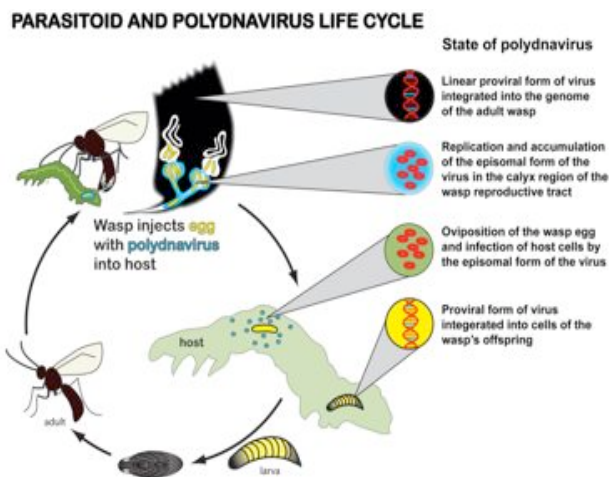 PARASITOID AND POLYDNAVIRUS LIFE CYCLE
State of polydnavirus
Linear proviral form of virus
integrated into the genome
of the adult wasp
Replication and accumulation
of the episomal form of the
virus in the calyx region of the
wasp reproductive tract
Wasp injects egg
with polydnavirus
into host
Oviposition of the wasp egg
and infection of host cells by
the episomal form of the virus
Proviral form of virus
integerated into cells of the
wasp's offspring
host
adult
larva